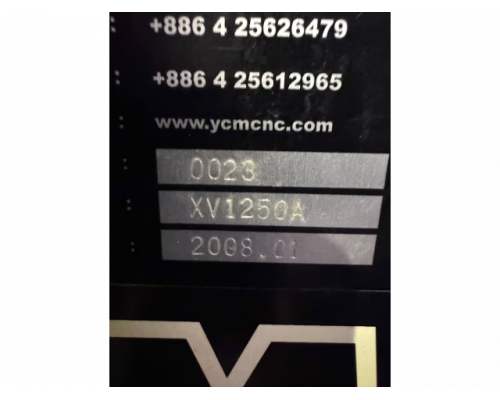 +886 4 25626479
: +886 4 25612965
: www.ycmcnc.com
: 0023
: XV1250A
: 2008.01